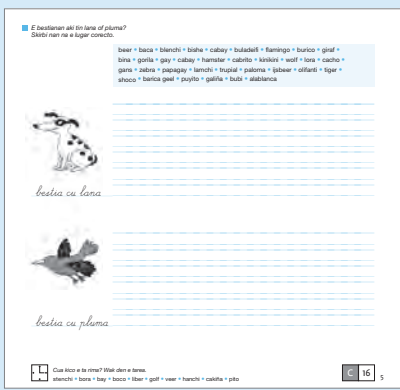 E bestianan aki tin lana of pluma?
Skirbi nan na e lugar corecto.
beer • baca • blenchi • bishe • cabay • buladeifi • flamingo • burico • giraf •
bina • gorila • gay • cabay • hamster • cabrito • kinikini • wolf • lora • cacho •
gans • zebra • papagay • lamchi • trupial • paloma • ijsbeer • olifanti • tiger •
shoco • barica geel • puyito • galiña • bubi • alablanca
bestia cu lana
bestia cu pluma
Cua kico e ta rima? Wak den e tarea.
stenchi • bora • bay • boco • liber • golf • veer • hanchi • cakiña • pito
C 16
5